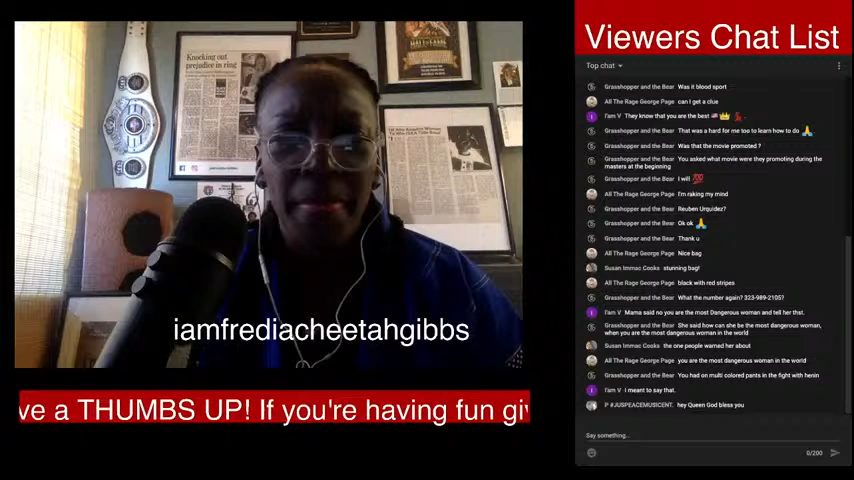 Knocking out
prejudice in ring
HALL OF FAME
iamfrediacheetahgibbs
ve a THUMBS UP! If you're having fun giv
Viewers Chat List
Top chat
Grasshopper and the Bear Was it blood sport
All The Rage George Page can I get a clue
I'am V They know that you are the best
Grasshopper and the Bear That was a hard for me too to learn how to do
Grasshopper and the Bear Was that the movie promoted ?
Grasshopper and the Bear You asked what movie were they promoting during the
masters at the beginning
Grasshopper and the Bear I will 💯
All The Rage George Page I'm raking my mind
Grasshopper and the Bear Reuben Urquidez?
Grasshopper and the Bear Ok ok
Grasshopper and the Bear Thank u
All The Rage George Page Nice bag
Susan Immac Cooks stunning bag!
All The Rage George Page black with red stripes
Grasshopper and the Bear What the number again? 323-989-2105?
I'am V Mama said no you are the most Dangerous woman and tell her thst.
Grasshopper and the Bear She said how can she be the most dangerous woman,
when you are the most dangerous woman in the world
Susan Immac Cooks the one people warned her about
All The Rage George Page you are the most dangerous woman in the world
Grasshopper and the Bear You had on multi colored pants in the fight with henin
I'am V i meant to say that.
P #JUSPEACEMUSICENT. hey Queen God bless you
Say something...
0/200